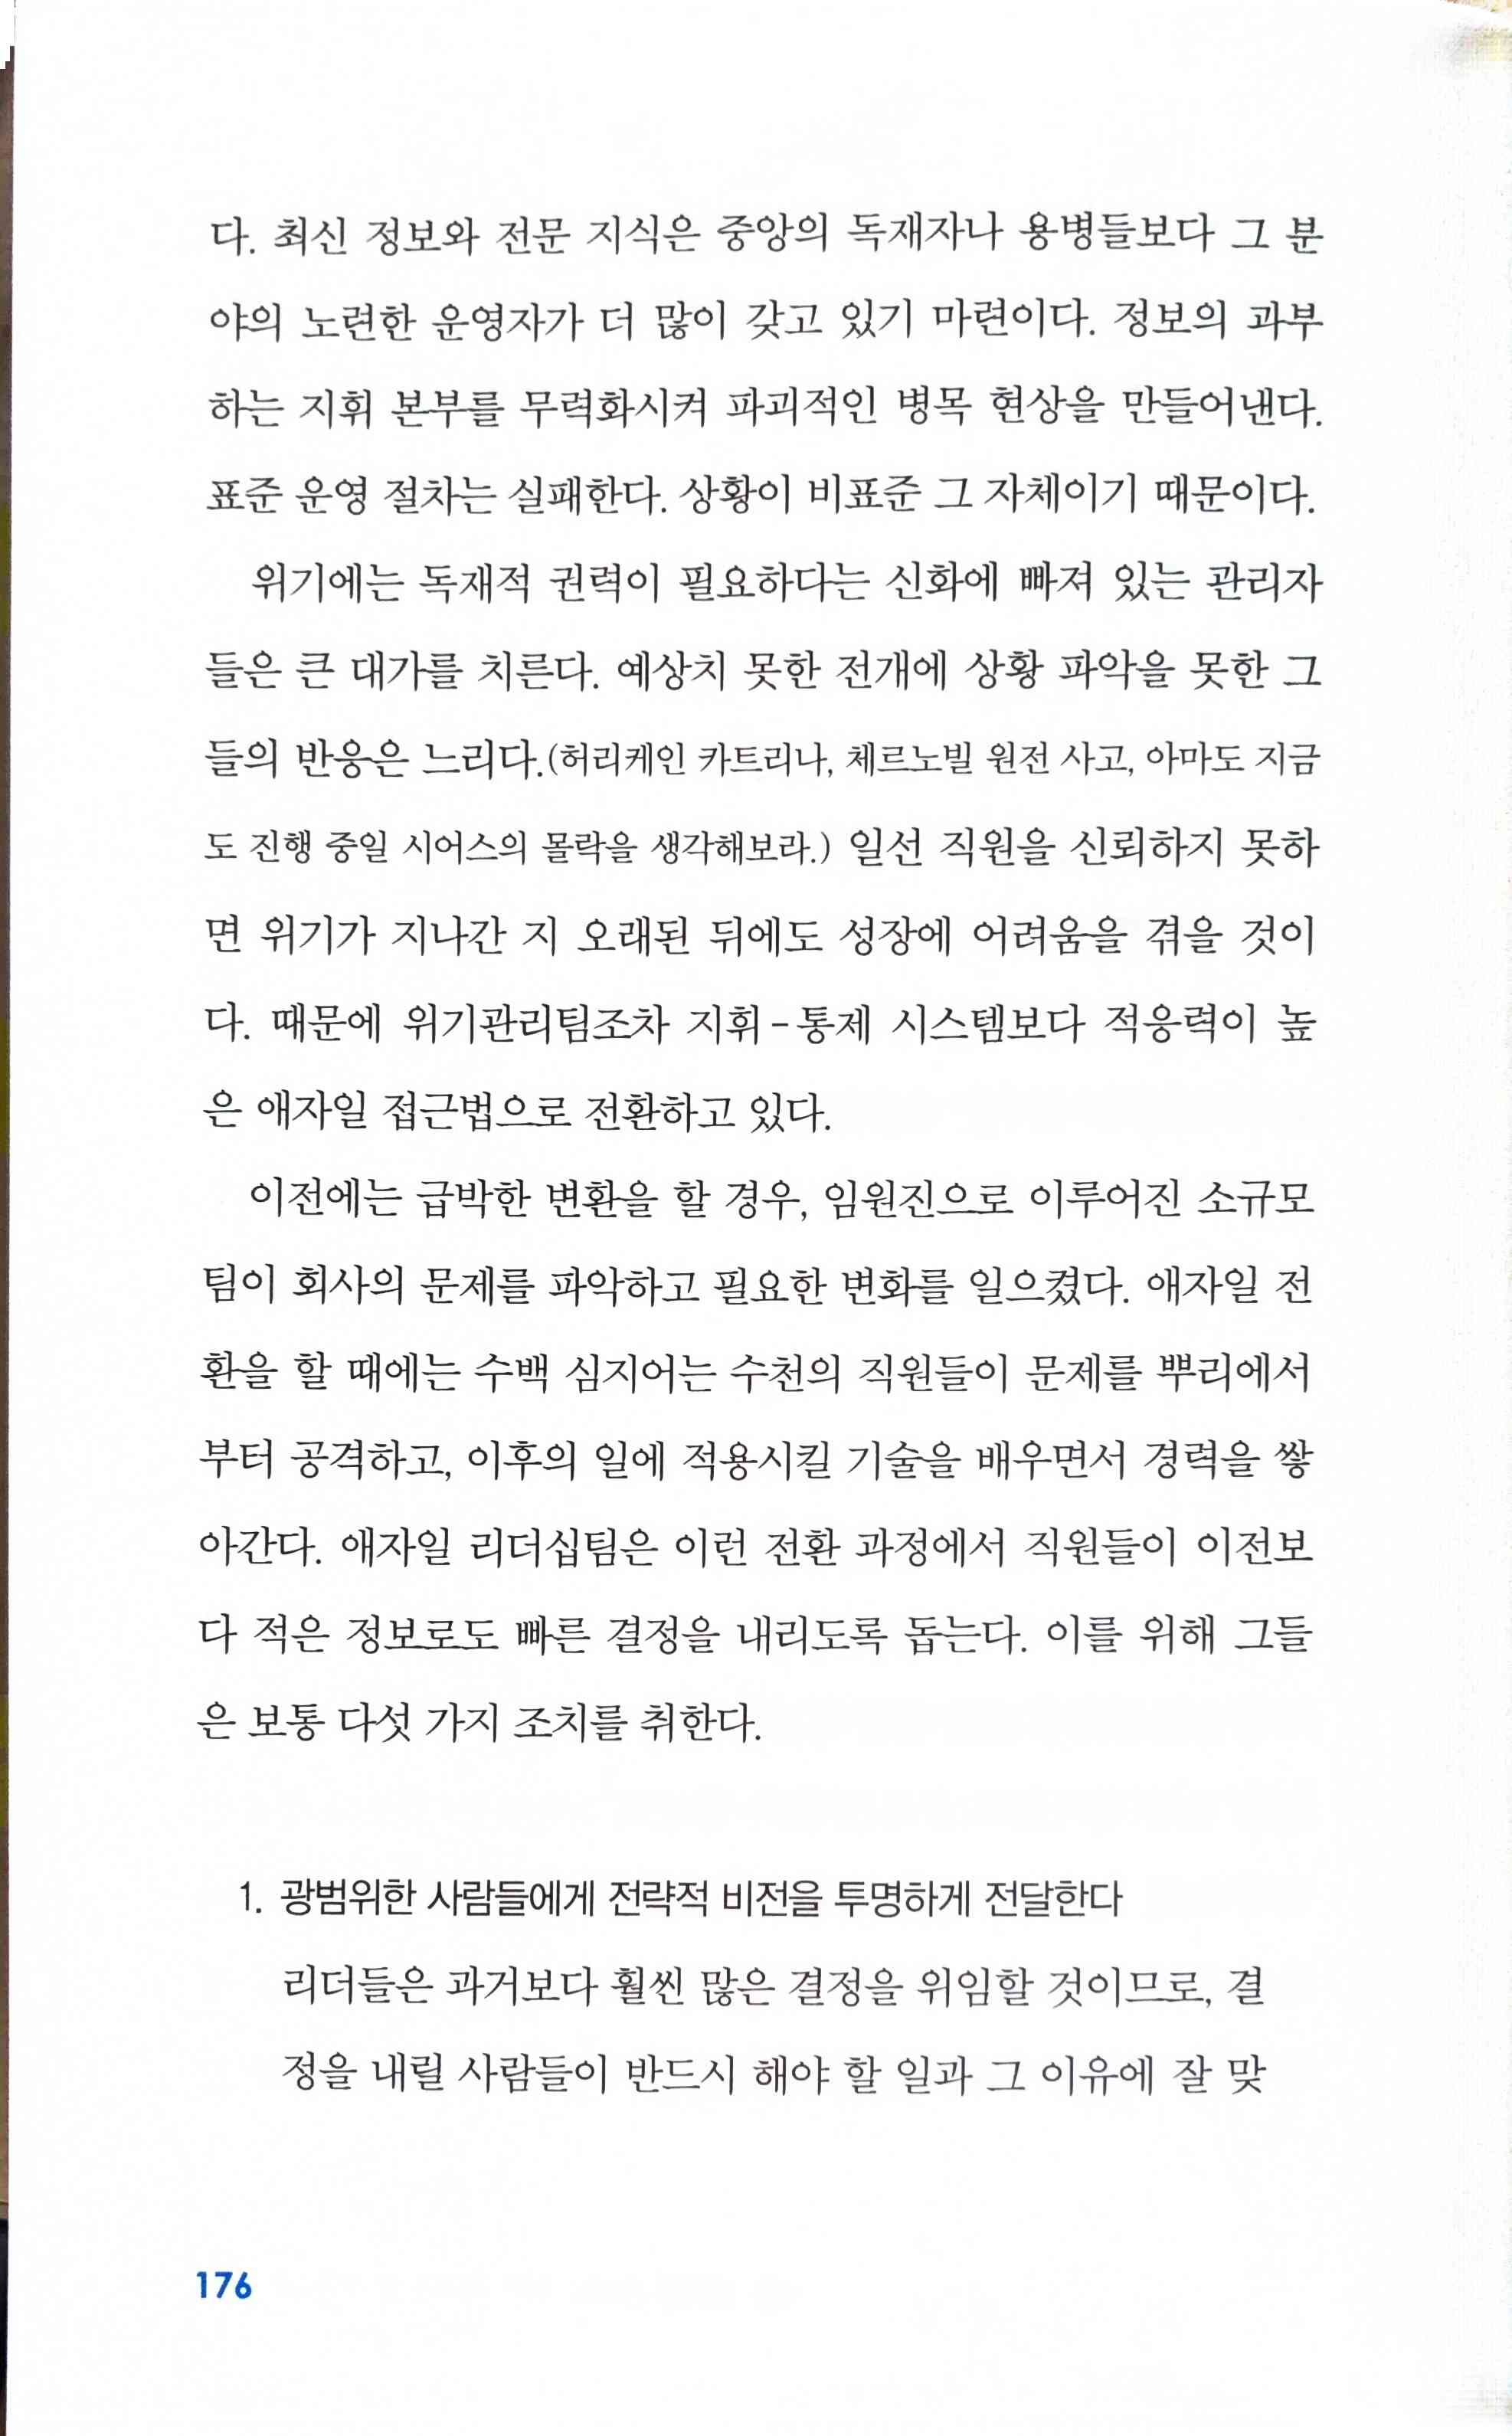 다. 최신 정보와 전문 지식은 중앙의 독재자나 용병들보다 그 분
야의 노련한 운영자가 더 많이 갖고 있기 마련이다. 정보의 과부
하는 지휘 본부를 무력화시켜 파괴적인 병목 현상을 만들어낸다.
표준 운영 절차는 실패한다. 상황이 비표준 그 자체이기 때문이다.
위기에는 독재적 권력이 필요하다는 신화에 빠져 있는 관리자
들은 큰 대가를 치른다. 예상치 못한 전개에 상황 파악을 못한 그
들의 반응은 느리다.(허리케인 카트리나, 체르노빌 원전 사고, 아마도 지금
도 진행 중일 시어스의 몰락을 생각해보라.) 일선 직원을 신뢰하지 못하
면 위기가 지나간 지 오래된 뒤에도 성장에 어려움을 겪을 것이
다. 때문에 위기관리팀조차 지휘-통제 시스템보다 적응력이 높
은 애자일 접근법으로 전환하고 있다.
이전에는 급박한 변환을 할 경우, 임원진으로 이루어진 소규모
팀이 회사의 문제를 파악하고 필요한 변화를 일으켰다. 애자일 전
환을 할 때에는 수백 심지어는 수천의 직원들이 문제를 뿌리에서
부터 공격하고, 이후의 일에 적용시킬 기술을 배우면서 경력을 쌓
아간다. 애자일 리더십팀은 이런 전환 과정에서 직원들이 이전보
다 적은 정보로도 빠른 결정을 내리도록 돕는다. 이를 위해 그들
은 보통 다섯 가지 조치를 취한다.
1. 광범위한 사람들에게 전략적 비전을 투명하게 전달한다
리더들은 과거보다 훨씬 많은 결정을 위임할 것이므로, 결
정을 내릴 사람들이 반드시 해야 할 일과 그 이유에 잘 맞
176